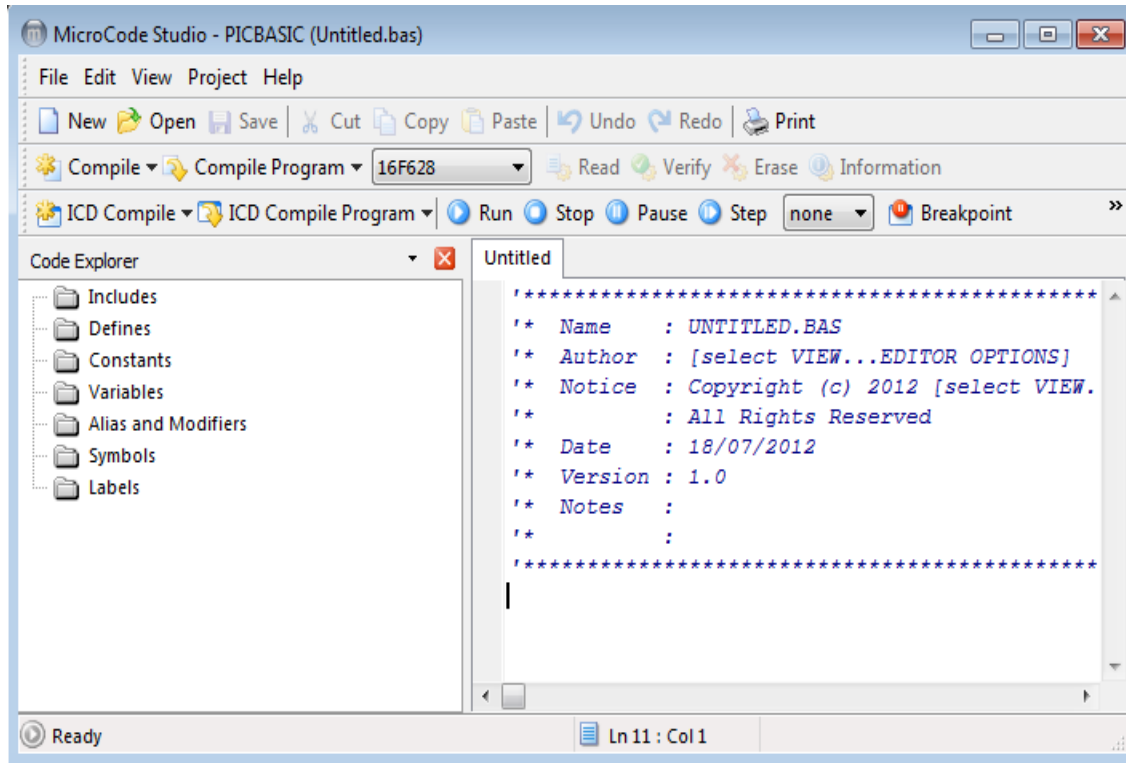 MicroCode Studio - PICBASIC (Untitled.bas)
File Edit View Project Help
New Open Save Cut Copy Paste Undo Redo Print
Compile Compile Program 16F628 Read Verify Erase Information
ICD Compile ICD Compile Program Run Stop Pause Step none Breakpoint »
Code Explorer
Includes
Defines
Constants
Variables
Alias and Modifiers
Symbols
Labels
Untitled
'*********************************************
'* Name : UNTITLED.BAS
'* Author : [select VIEW...EDITOR OPTIONS]
'* Notice : Copyright (c) 2012 [select VIEW.
'* : All Rights Reserved
'* Date : 18/07/2012
'* Version : 1.0
'* Notes :
'* :
'*********************************************
Ready Ln 11 : Col 1